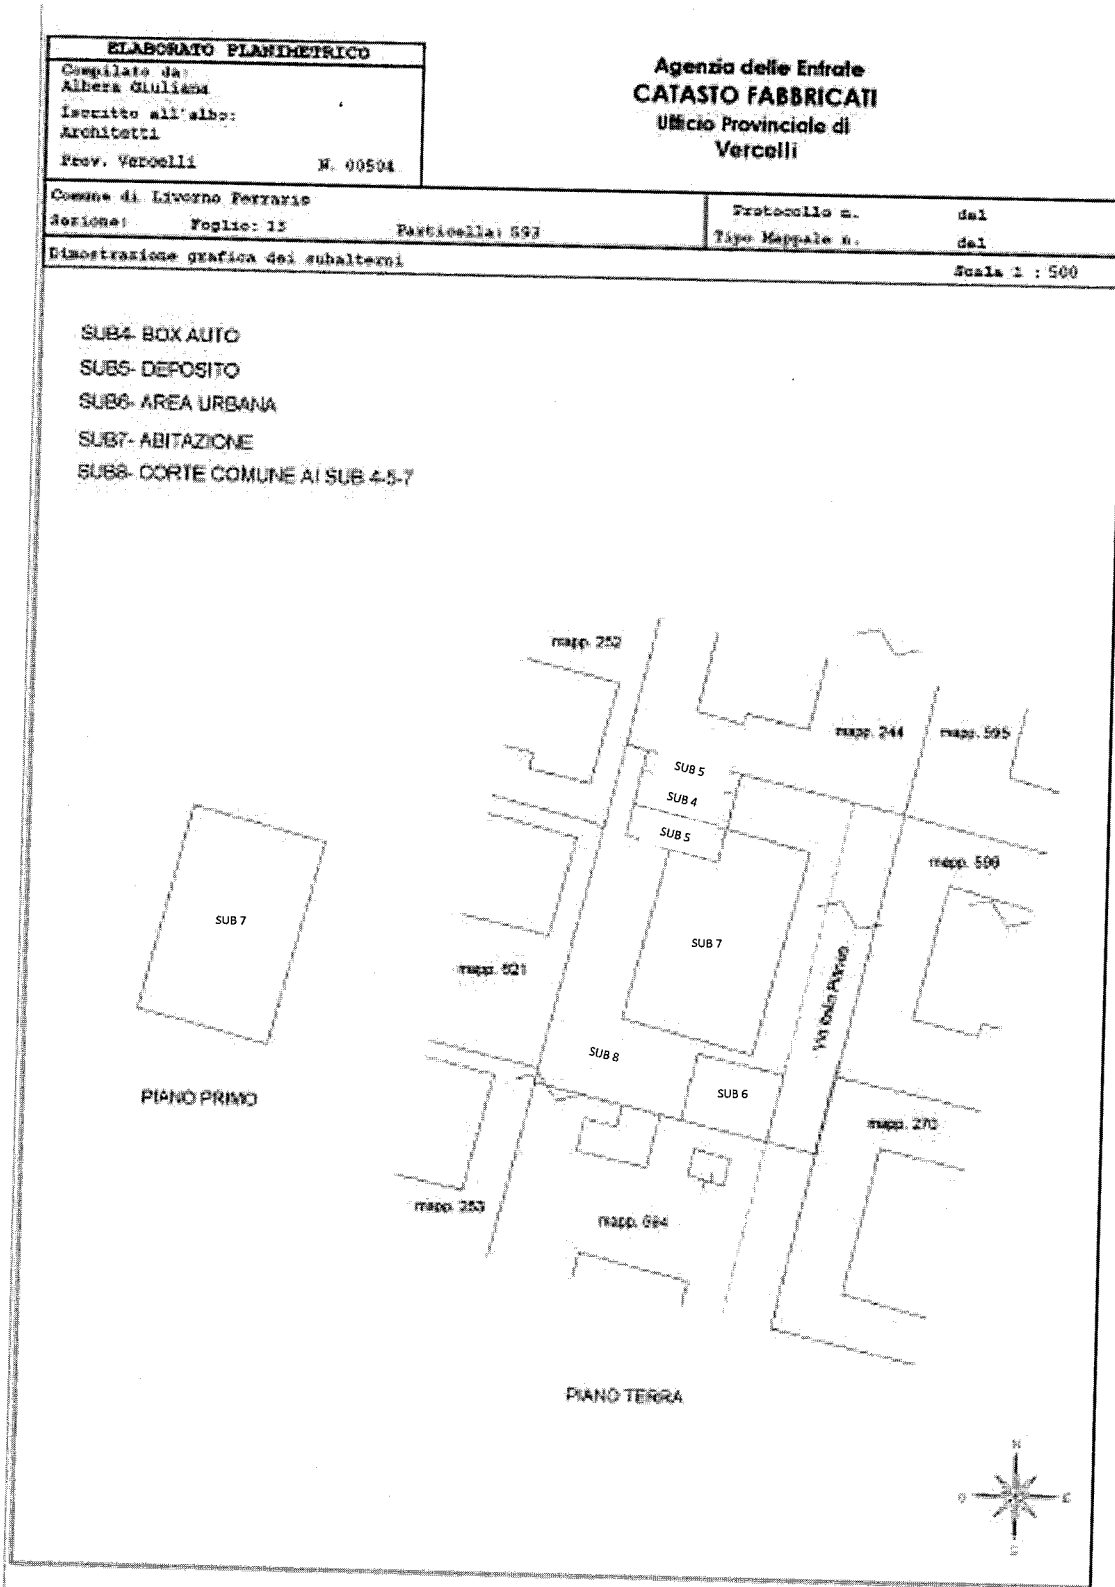 ELABORATO PLANIMETRICO
Compilato da:
Albera Giuliana
Iscritto all'albo:
Architetti
Prov. Vercelli N. 00504
Agenzia delle Entrate
CATASTO FABBRICATI
Ufficio Provinciale di
Vercelli
Comune di Livorno Ferraris
Sezione: Foglio: 15 Particella: 593
Protocollo n. del
Tipo Mappale n. del
Dimostrazione grafica dei subalterni
Scala 1 : 500
SUB4- BOX AUTO
SUB5- DEPOSITO
SUB6- AREA URBANA
SUB7- ABITAZIONE
SUB8- CORTE COMUNE AI SUB 4-5-7
mapp. 252
mapp. 244
mapp. 595
SUB 5
SUB 4
SUB 5
mapp. 599
SUB 7
SUB 7
mapp. 521
Via
SUB 8
SUB 6
PIANO PRIMO
mapp. 270
mapp. 253
mapp. 594
PIANO TERRA
N
O E
S